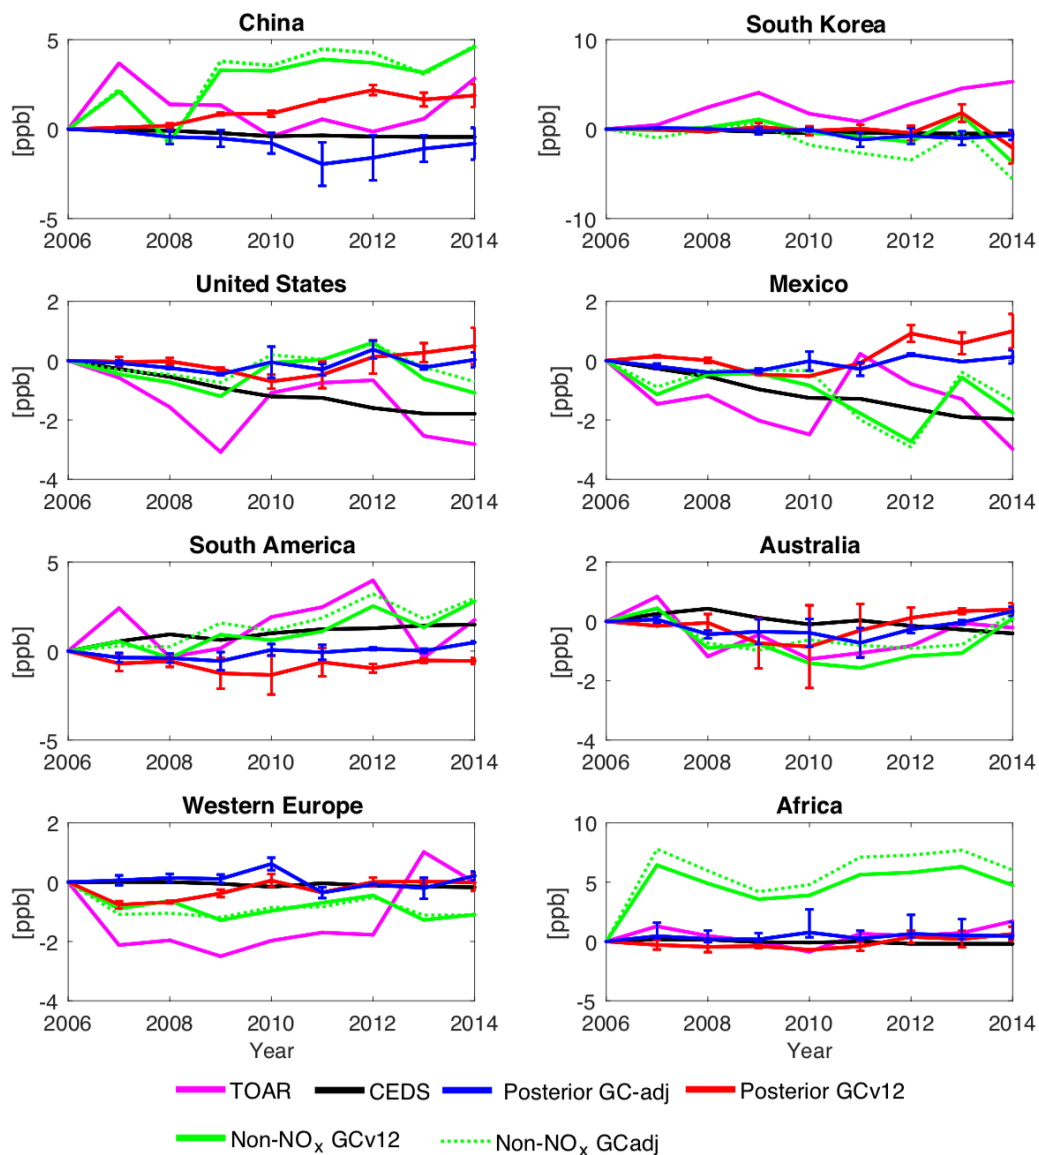 China South Korea
5 10
[ppb] 0 [ppb] 0
-5 -10
2006 2008 2010 2012 2014 2006 2008 2010 2012 2014
United States Mexico
2 2
0 0
[ppb] [ppb]
-2 -2
-4 -4
2006 2008 2010 2012 2014 2006 2008 2010 2012 2014
South America Australia
5 2
0
[ppb] 0 [ppb]
-2
-5 -4
2006 2008 2010 2012 2014 2006 2008 2010 2012 2014
Western Europe Africa
2 10
0 5
[ppb] [ppb]
-2 0
-4 -5
2006 2008 2010 2012 2014 2006 2008 2010 2012 2014
Year Year
TOAR CEDS Posterior GC-adj Posterior GCv12
Non-NOx GCv12 Non-NOx GCadj